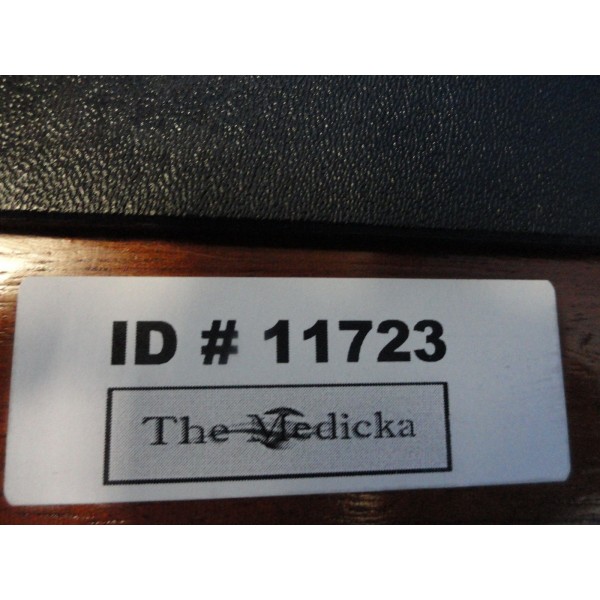 ID # 11723
The Medicka